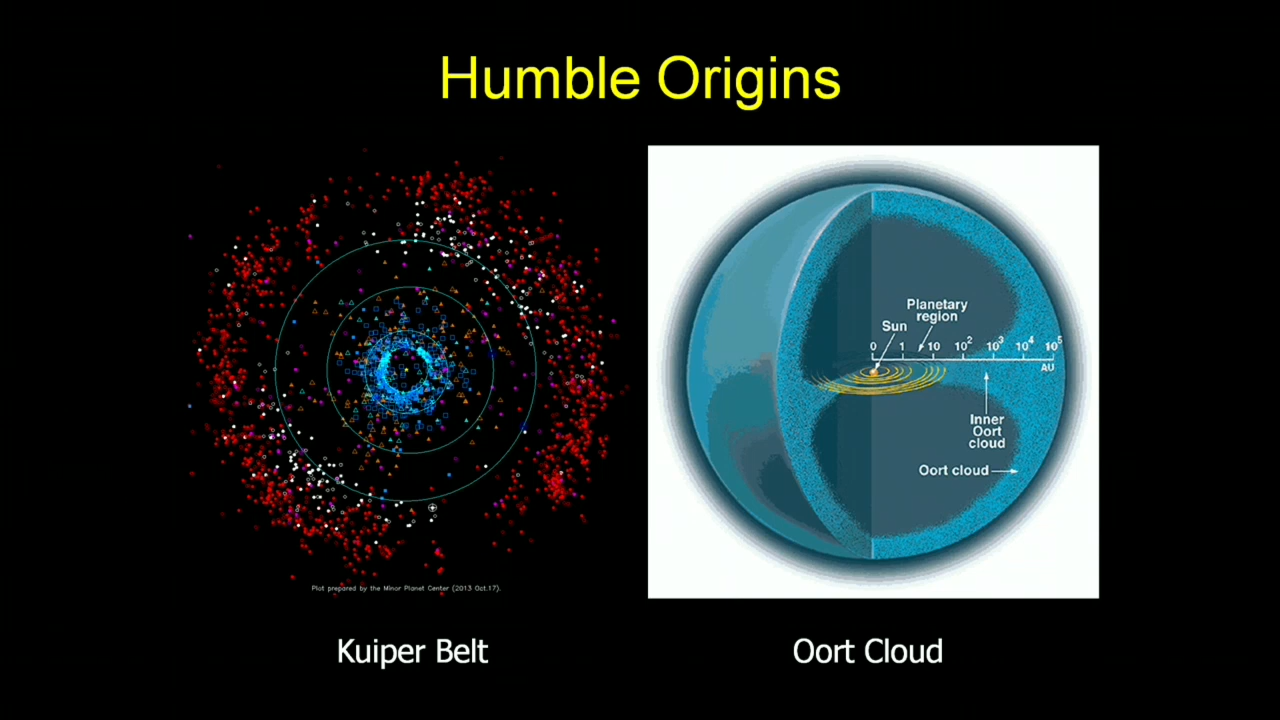 Humble Origins
Plot prepared by the Minor Planet Center (2013 Oct.17).
Kuiper Belt
Planetary
region
Sun
0 1 10 10² 10³ 10⁴ 10⁵
AU
Inner
Oort
cloud
Oort cloud
Oort Cloud